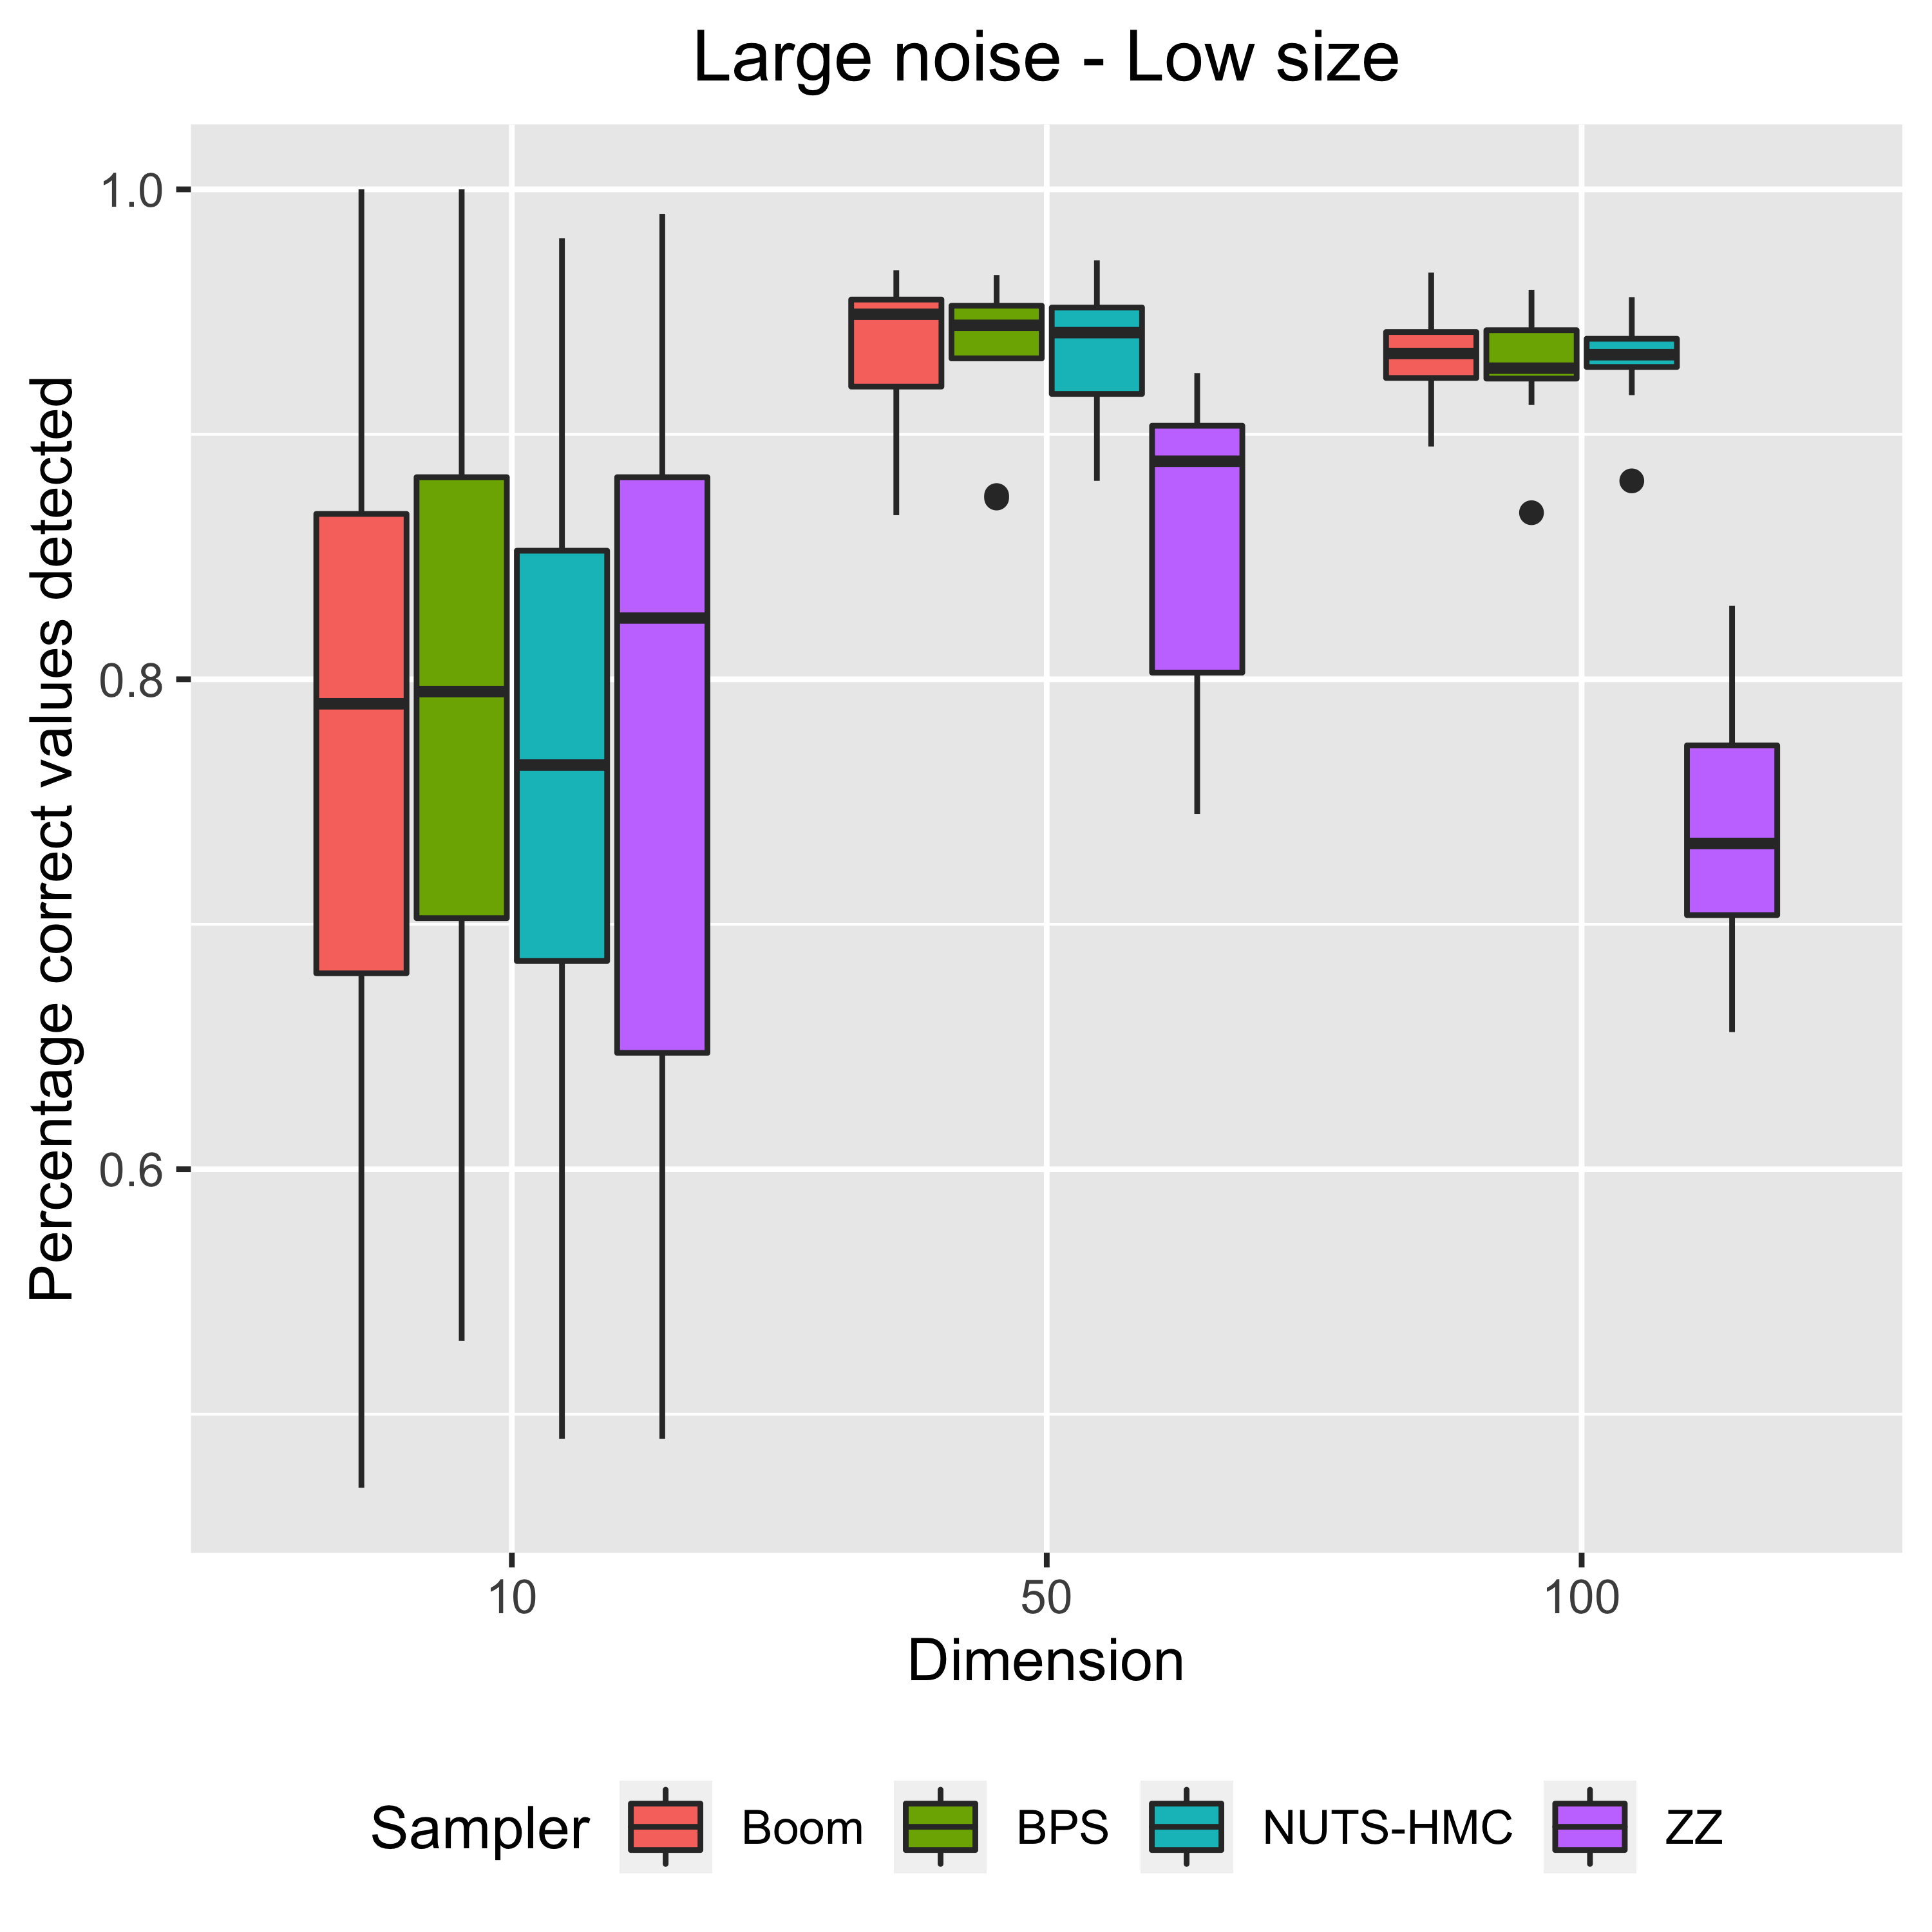 Large noise - Low size
Percentage correct values detected
1.0
0.8
0.6
10 50 100
Dimension
Sampler Boom BPS NUTS-HMC ZZ